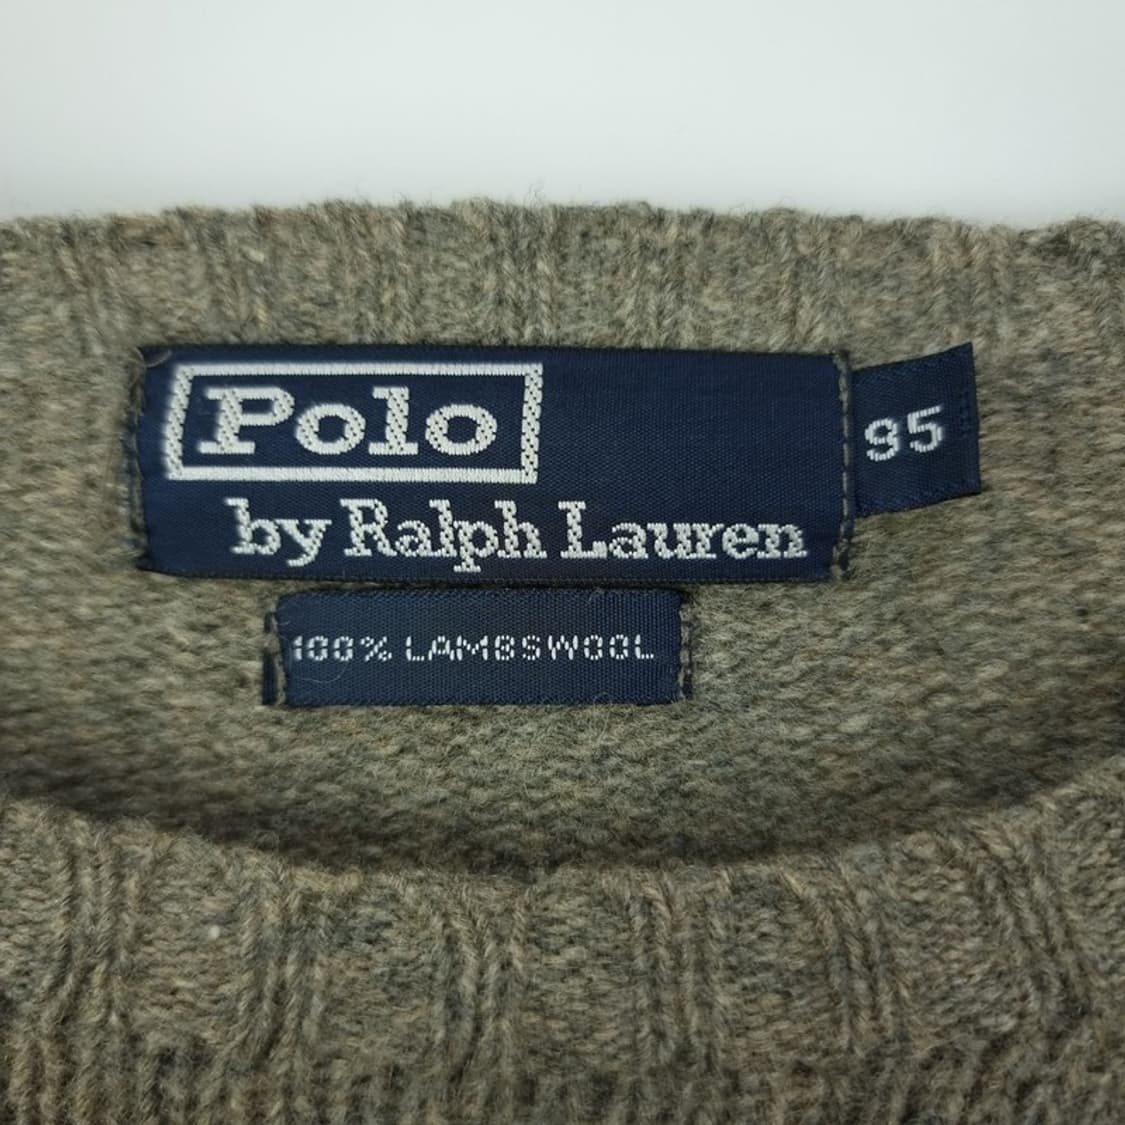 Polo
by Ralph Lauren
95
100% LAMBSWOOL